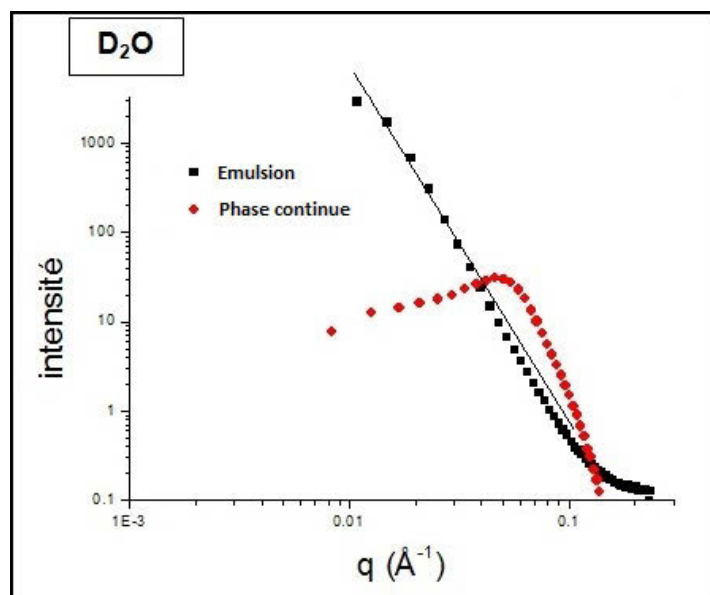 D₂O
1000
100
10
1
0.1
1E-3
0.01
0.1
intensité
q (Å⁻¹)
Emulsion
Phase continue